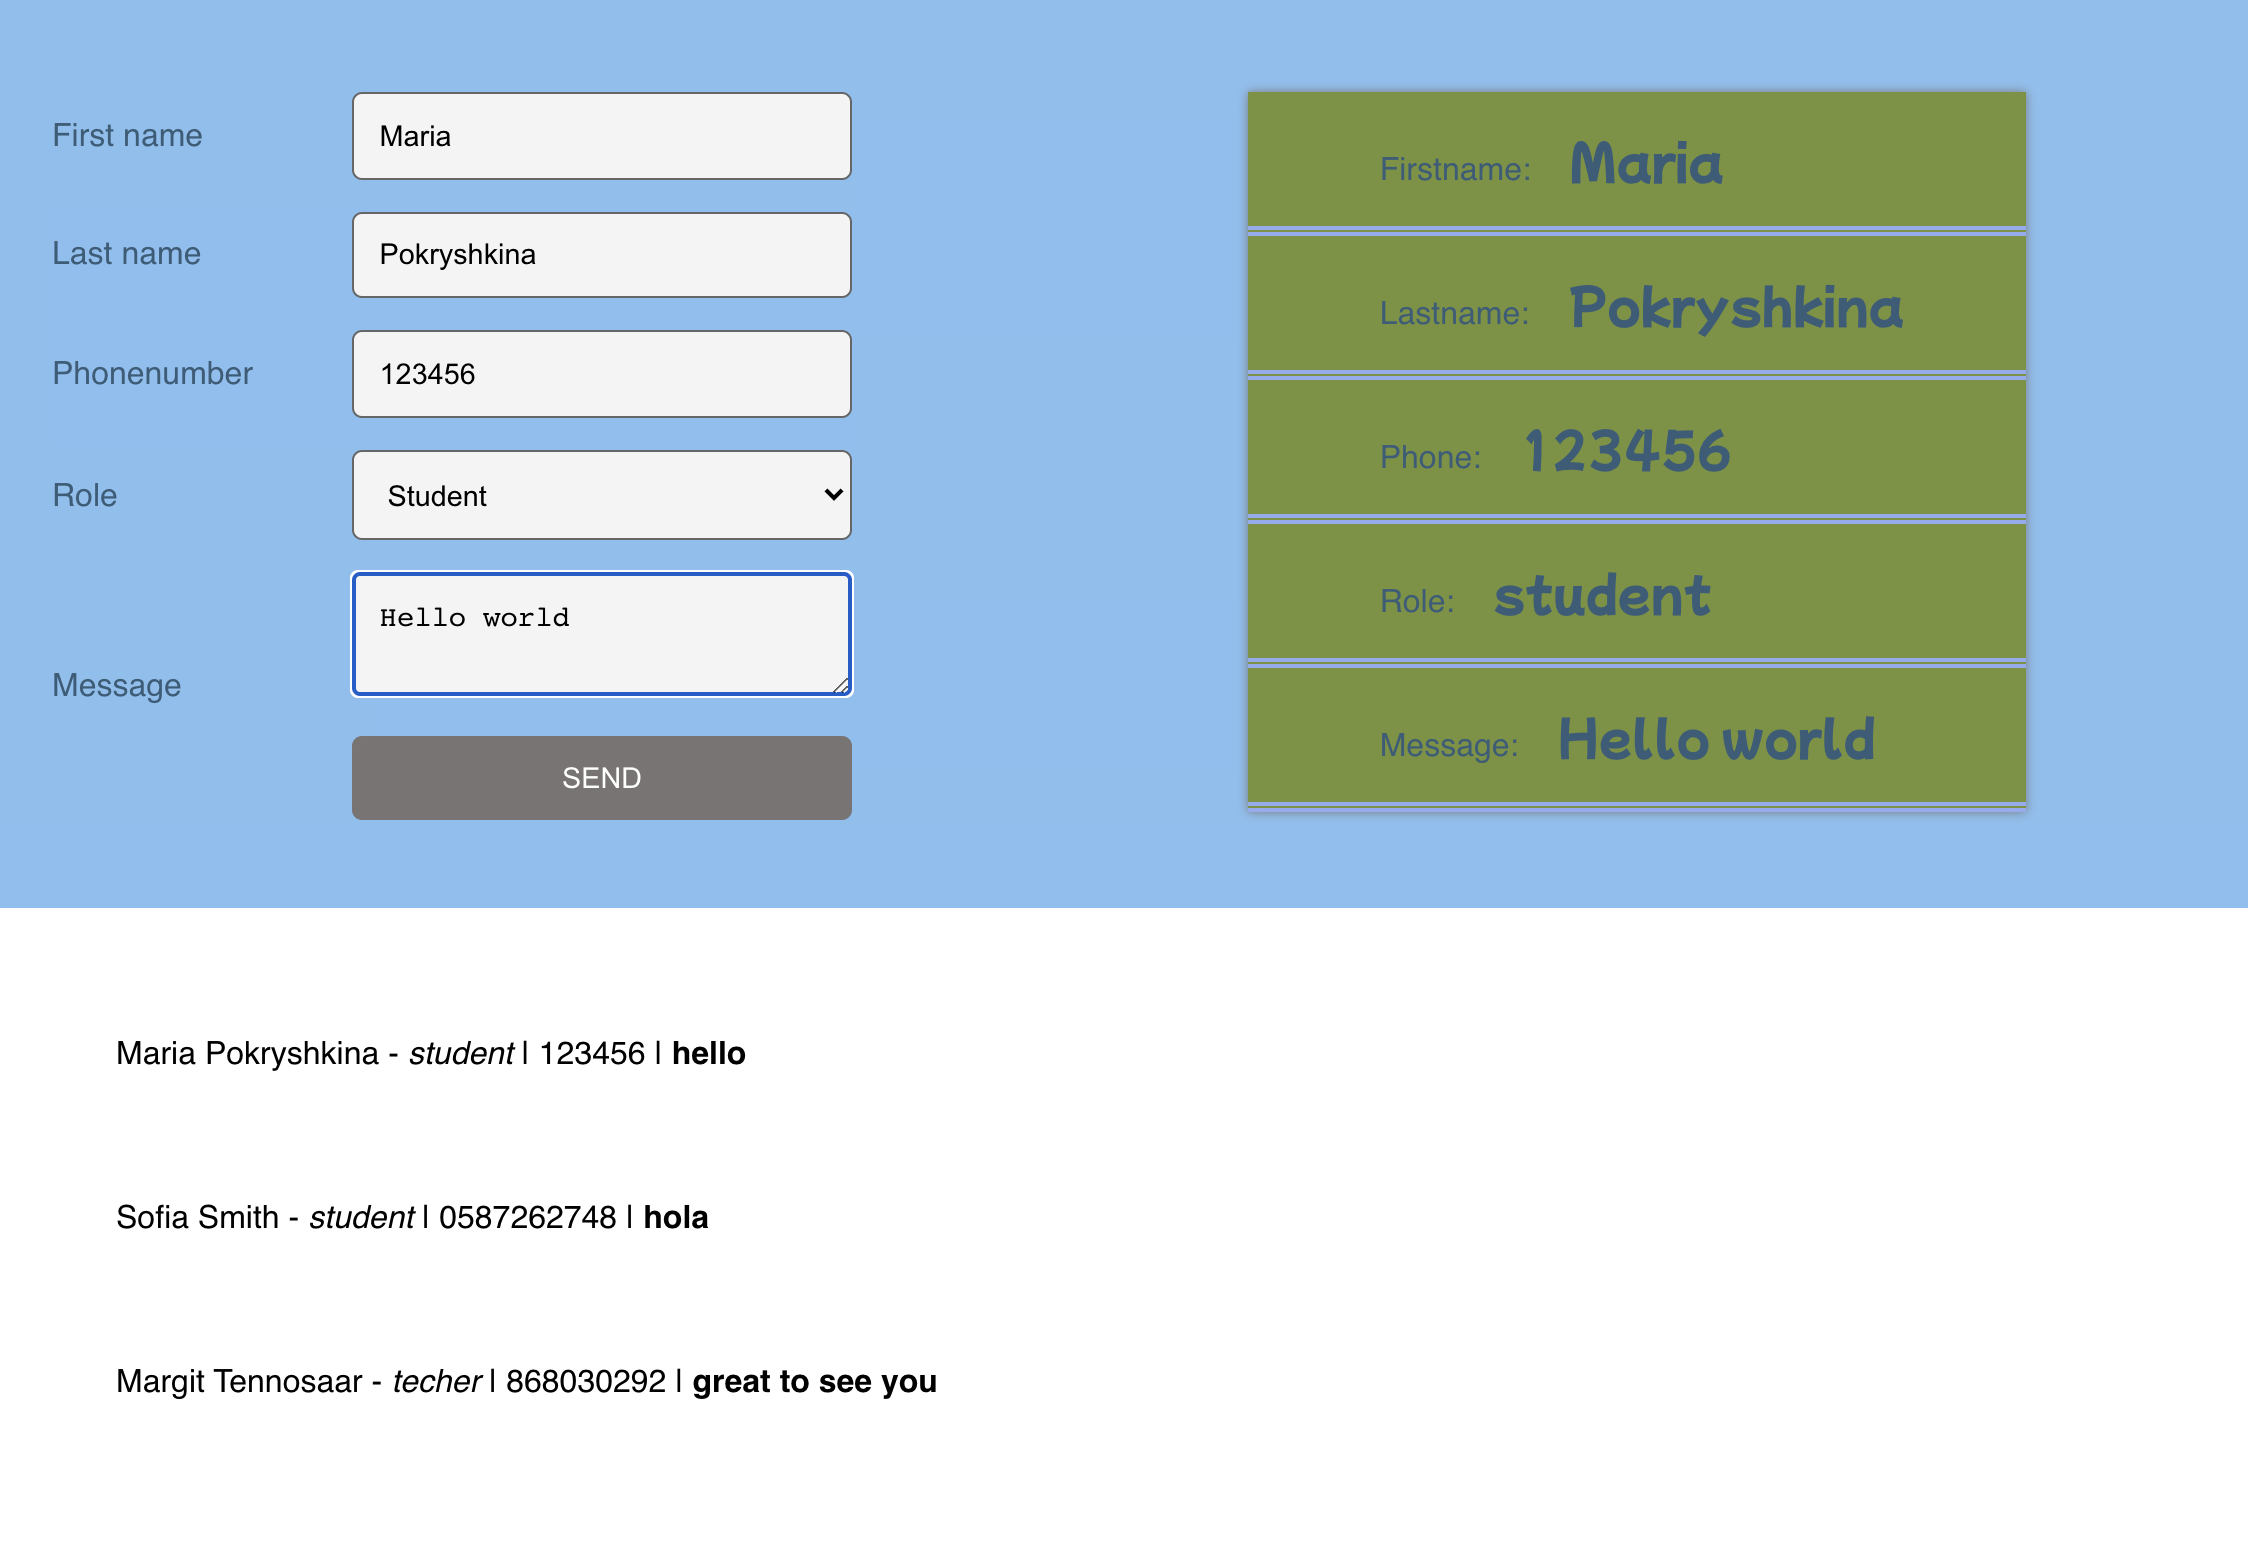 First name
Maria
Last name
Pokryshkina
Phonenumber
123456
Role
Student
Message
Hello world
SEND
Firstname: Maria
Lastname: Pokryshkina
Phone: 123456
Role: student
Message: Hello world
Maria Pokryshkina - student | 123456 | hello
Sofia Smith - student | 0587262748 | hola
Margit Tennosaar - techer | 868030292 | great to see you